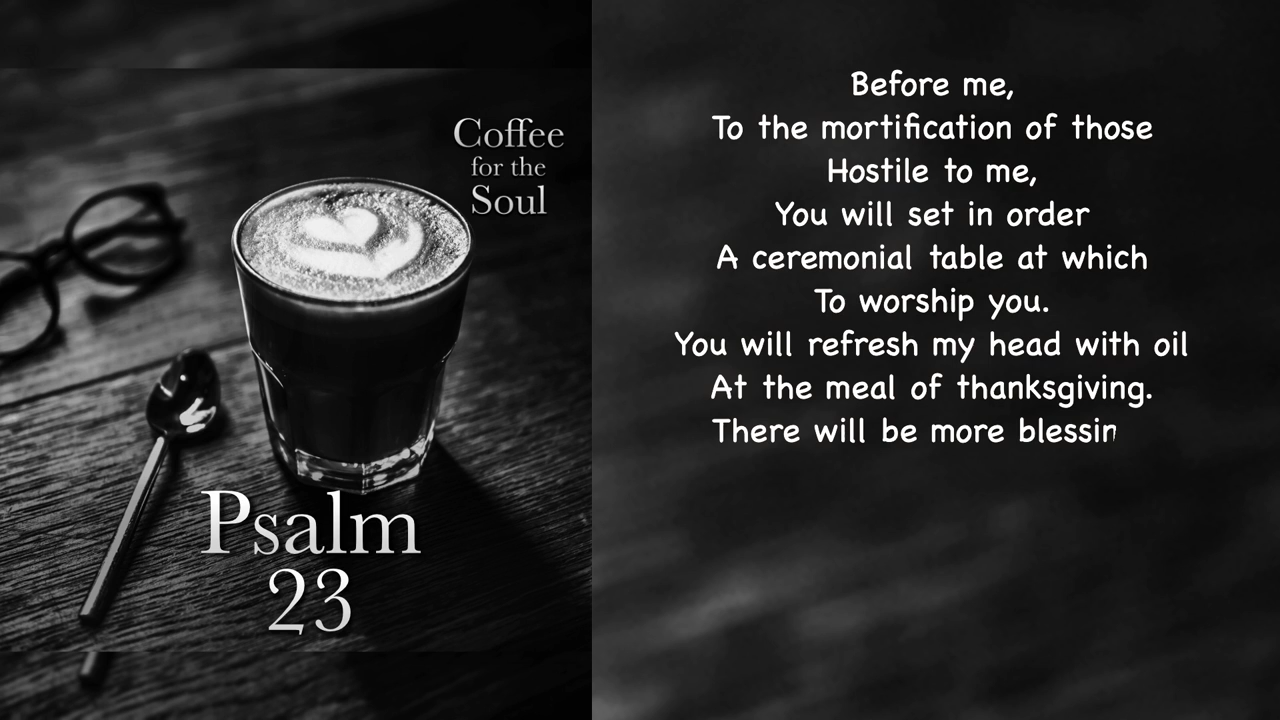 Coffee
for the
Soul
Psalm
23
Before me,
To the mortification of those
Hostile to me,
You will set in order
A ceremonial table at which
To worship you.
You will refresh my head with oil
At the meal of thanksgiving.
There will be more